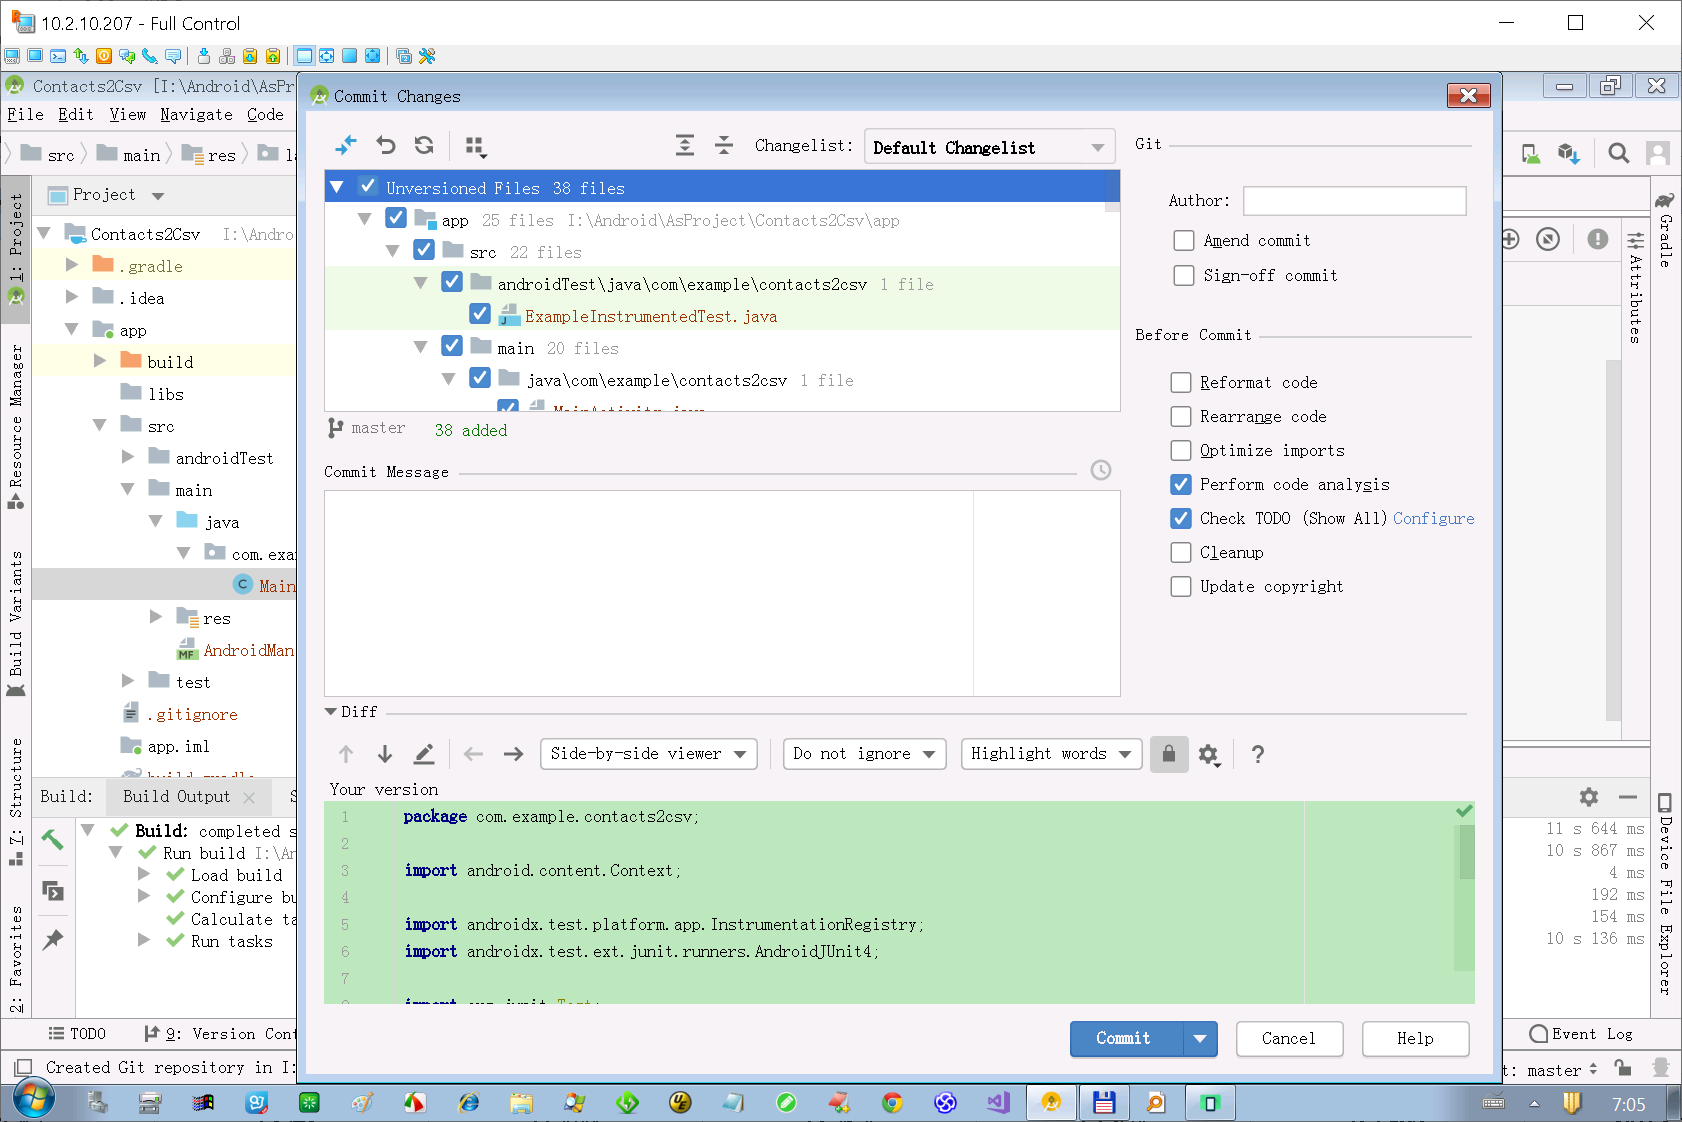 10.2.10.207 - Full Control
Contacts2Csv [I:\Android\AsPr
File Edit View Navigate Code
src main res
Project
Contacts2Csv I:\Andro
.gradle
.idea
app
build
libs
src
androidTest
main
java
com.exa
Main
res
AndroidMan
test
.gitignore
app.iml
build.gradle
1: Project
Resource Manager
Build Variants
7: Structure
2: Favorites
Build: Build Output
Build: completed s
Run build I:\An
Load build
Configure bu
Calculate ta
Run tasks
TODO 9: Version Cont
Created Git repository in I:
Commit Changes
Changelist: Default Changelist
Unversioned Files 38 files
app 25 files I:\Android\AsProject\Contacts2Csv\app
src 22 files
androidTest\java\com\example\contacts2csv 1 file
ExampleInstrumentedTest.java
main 20 files
java\com\example\contacts2csv 1 file
MainActivity.java
master 38 added
Commit Message
Git
Author:
Amend commit
Sign-off commit
Before Commit
Reformat code
Rearrange code
Optimize imports
Perform code analysis
Check TODO (Show All) Configure
Cleanup
Update copyright
Diff
Side-by-side viewer Do not ignore Highlight words ?
Your version
1 package com.example.contacts2csv;
2
3 import android.content.Context;
4
5 import androidx.test.platform.app.InstrumentationRegistry;
6 import androidx.test.ext.junit.runners.AndroidJUnit4;
7
8 import org.junit.Test;
Commit Cancel Help
Gradle
Attributes
Device File Explorer
11 s 644 ms
10 s 867 ms
4 ms
192 ms
154 ms
10 s 136 ms
Event Log
t: master
7:05